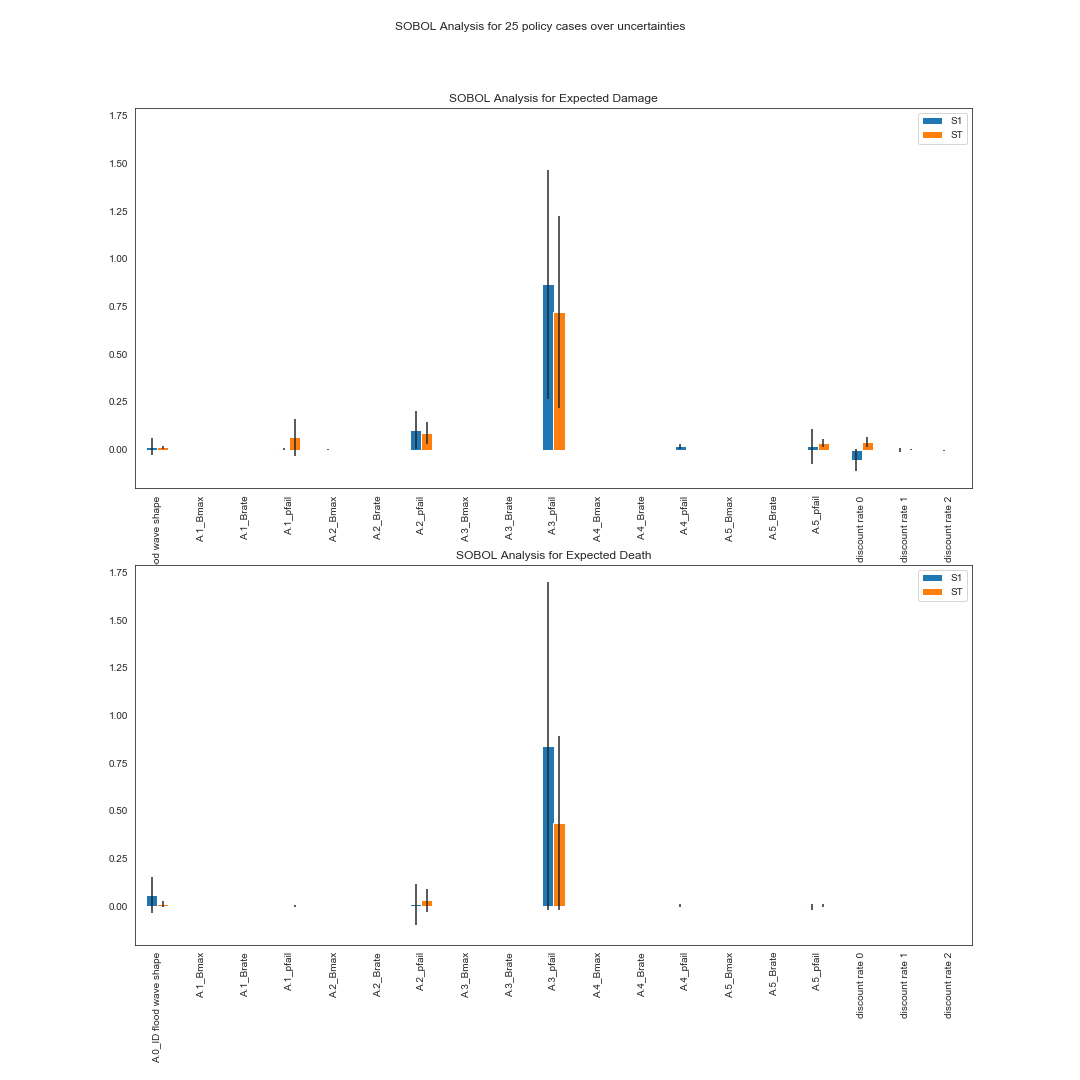 SOBOL Analysis for 25 policy cases over uncertainties
SOBOL Analysis for Expected Damage
1.75
1.50
1.25
1.00
0.75
0.50
0.25
0.00
S1
ST
od wave shape
A.1_Bmax
A.1_Brate
A.1_pfail
A.2_Bmax
A.2_Brate
A.2_pfail
A.3_Bmax
A.3_Brate
A.3_pfail
A.4_Bmax
A.4_Brate
A.4_pfail
A.5_Bmax
A.5_Brate
A.5_pfail
discount rate 0
discount rate 1
discount rate 2
SOBOL Analysis for Expected Death
1.75
1.50
1.25
1.00
0.75
0.50
0.25
0.00
S1
ST
A.0_ID flood wave shape
A.1_Bmax
A.1_Brate
A.1_pfail
A.2_Bmax
A.2_Brate
A.2_pfail
A.3_Bmax
A.3_Brate
A.3_pfail
A.4_Bmax
A.4_Brate
A.4_pfail
A.5_Bmax
A.5_Brate
A.5_pfail
discount rate 0
discount rate 1
discount rate 2